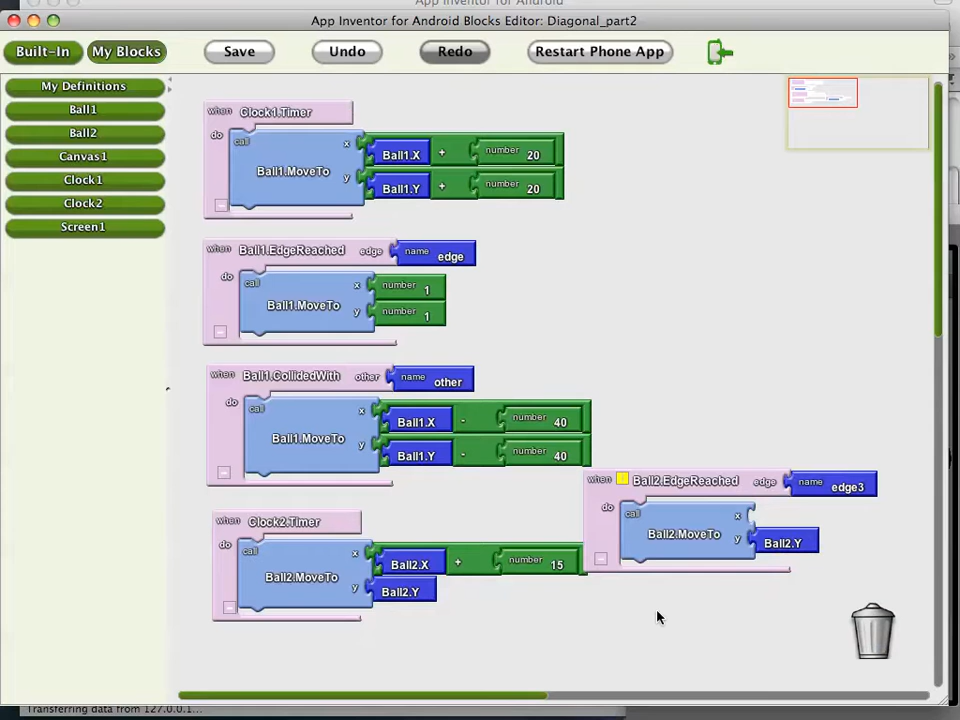 App Inventor for Android
App Inventor for Android Blocks Editor: Diagonal_part2
Built-In My Blocks Save Undo Redo Restart Phone App
My Definitions
Ball1
Ball2
Canvas1
Clock1
Clock2
Screen1
when Clock1.Timer
do call Ball1.MoveTo
x Ball1.X + number 20
y Ball1.Y + number 20
when Ball1.EdgeReached edge name edge
do call Ball1.MoveTo
x number 1
y number 1
when Ball1.CollidedWith other name other
do call Ball1.MoveTo
x Ball1.X - number 40
y Ball1.Y - number 40
when Ball2.EdgeReached edge name edge3
do call Ball2.MoveTo
x
y Ball2.Y
when Clock2.Timer
do call Ball2.MoveTo
x Ball2.X + number 15
y Ball2.Y
Transferring data from 127.0.0.1...